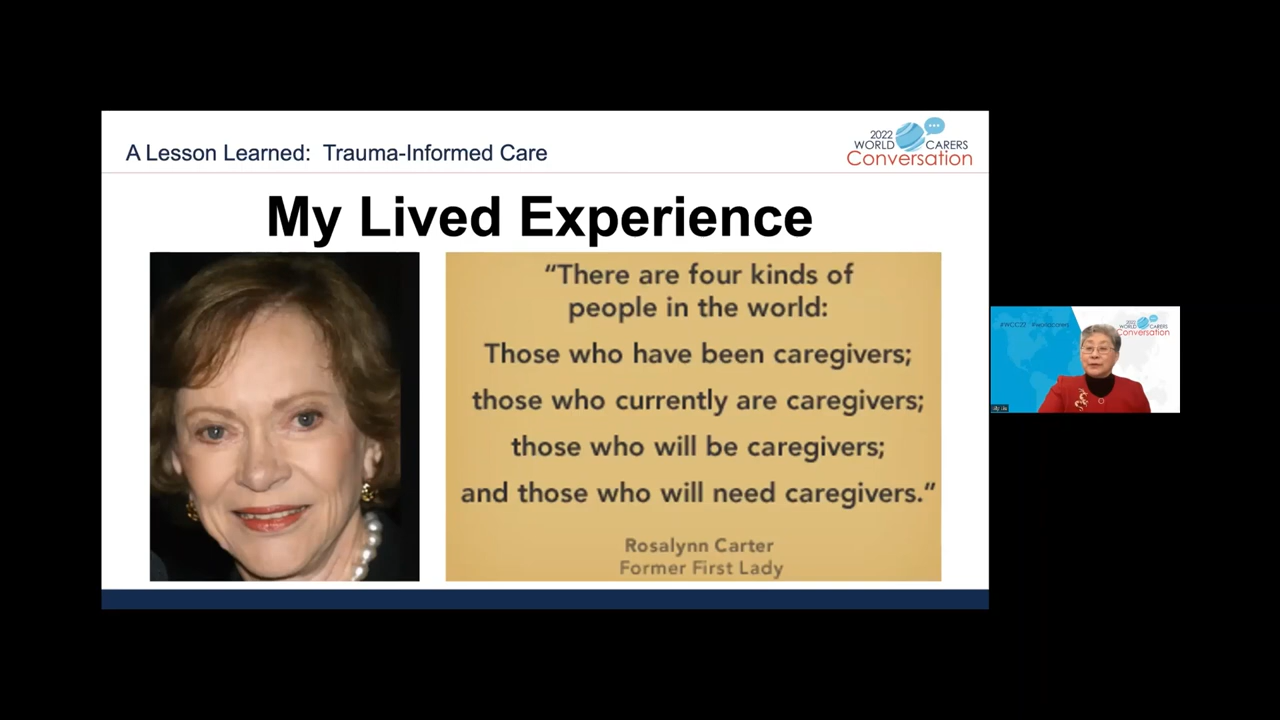 A Lesson Learned: Trauma-Informed Care
2022
WORLD CARERS
Conversation
My Lived Experience
“There are four kinds of
people in the world:
Those who have been caregivers;
those who currently are caregivers;
those who will be caregivers;
and those who will need caregivers.”
Rosalynn Carter
Former First Lady
2022
WORLD CARERS
Conversation